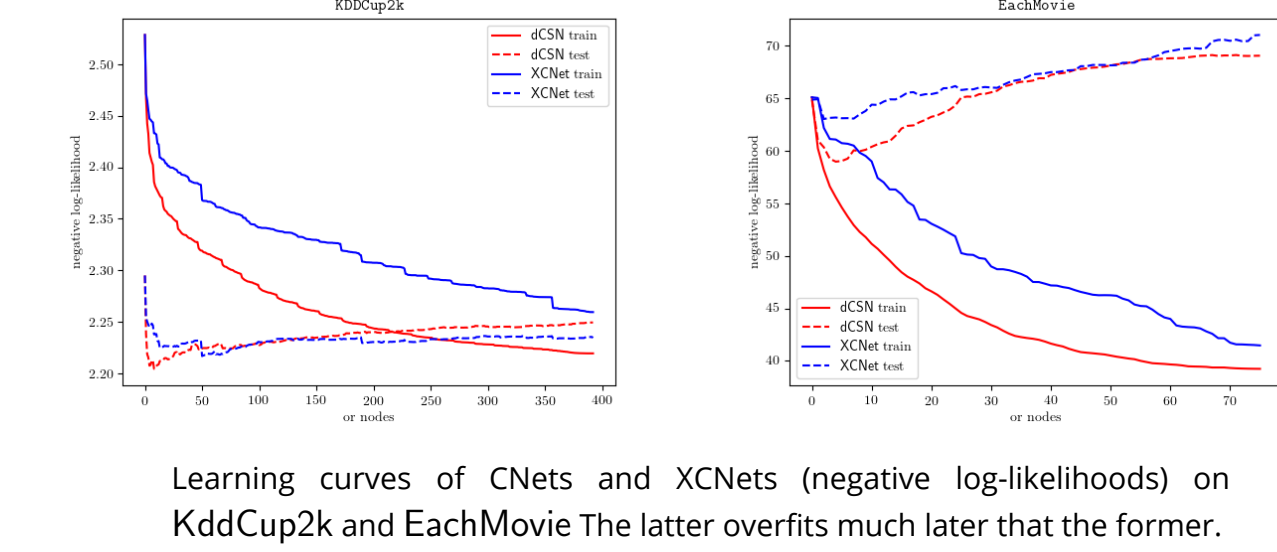 KDDCup2k
negative log-likelihood
2.50
2.45
2.40
2.35
2.30
2.25
2.20
0 50 100 150 200 250 300 350 400
or nodes
dCSN train
dCSN test
XCNet train
XCNet test
EachMovie
negative log-likelihood
70
65
60
55
50
45
40
0 10 20 30 40 50 60 70
or nodes
dCSN train
dCSN test
XCNet train
XCNet test
Learning curves of CNets and XCNets (negative log-likelihoods) on
KddCup2k and EachMovie The latter overfits much later that the former.